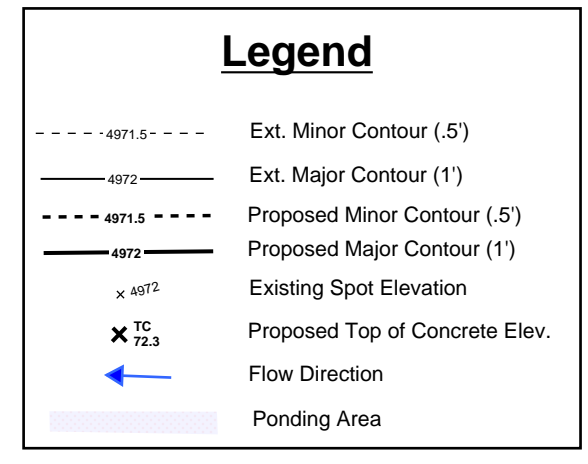 Legend
4971.5 Ext. Minor Contour (.5')
4972 Ext. Major Contour (1')
4971.5 Proposed Minor Contour (.5')
4972 Proposed Major Contour (1')
× 4972 Existing Spot Elevation
× TC
72.3 Proposed Top of Concrete Elev.
Flow Direction
Ponding Area